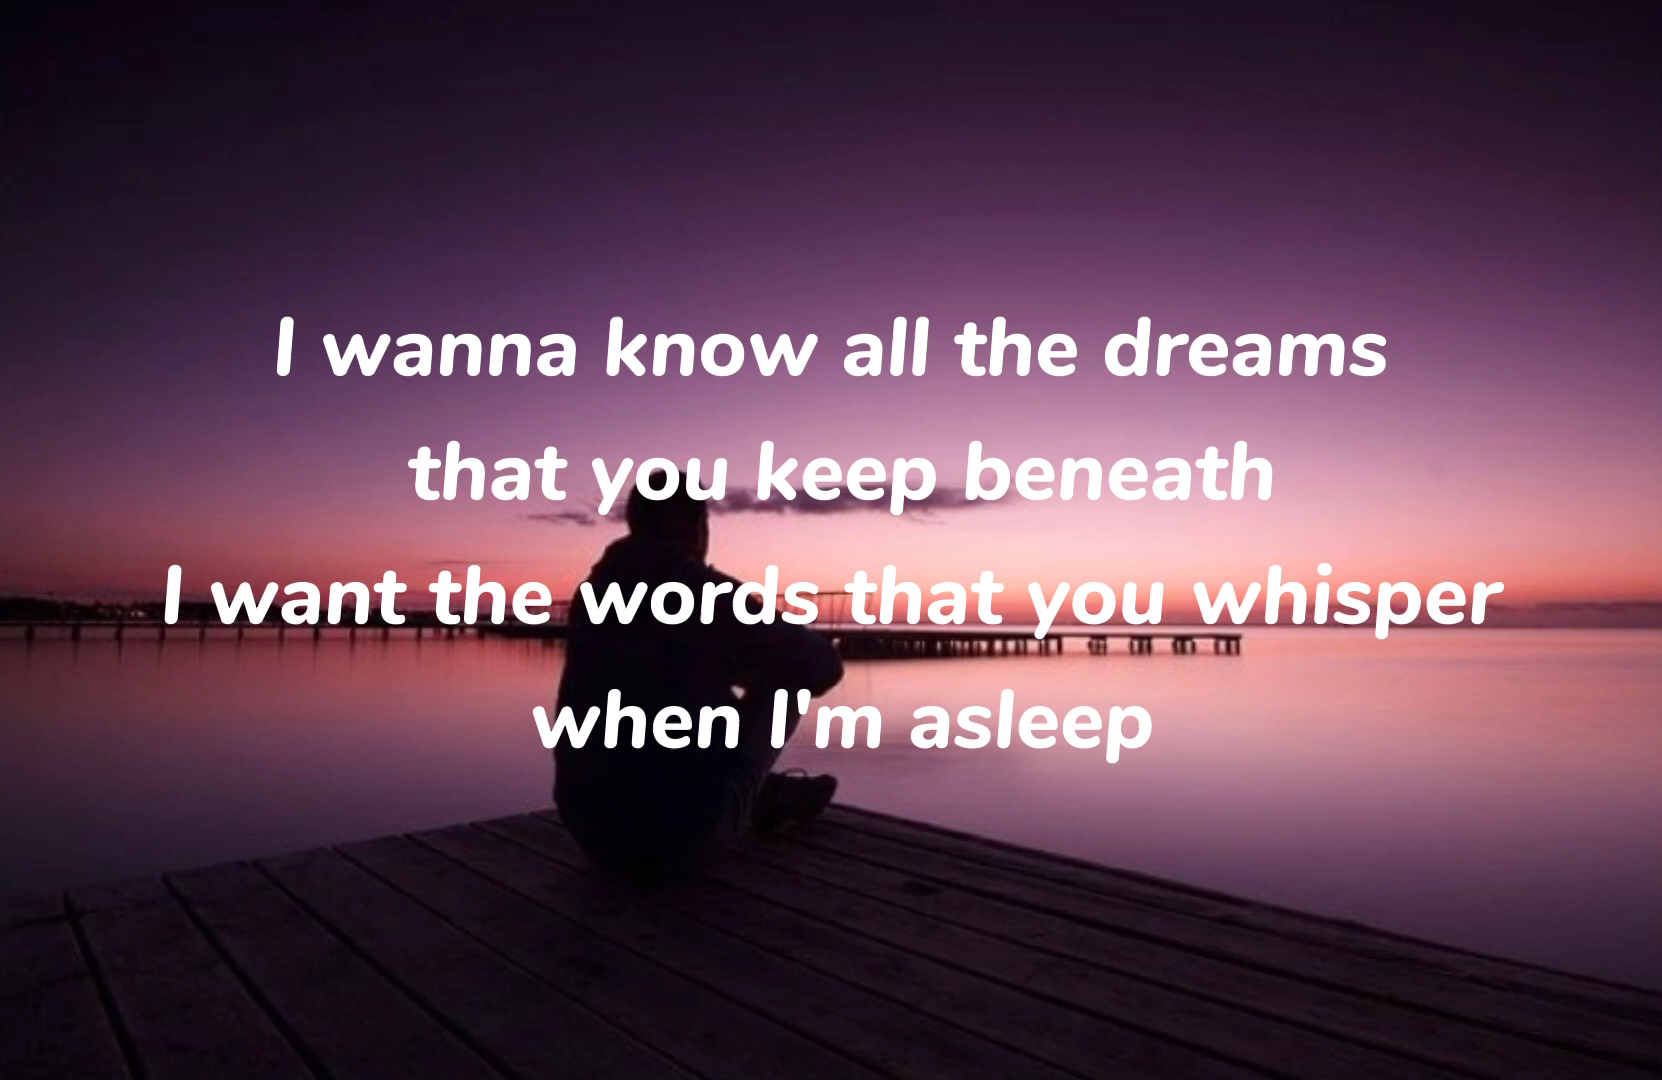 I wanna know all the dreams
that you keep beneath
I want the words that you whisper
when I'm asleep